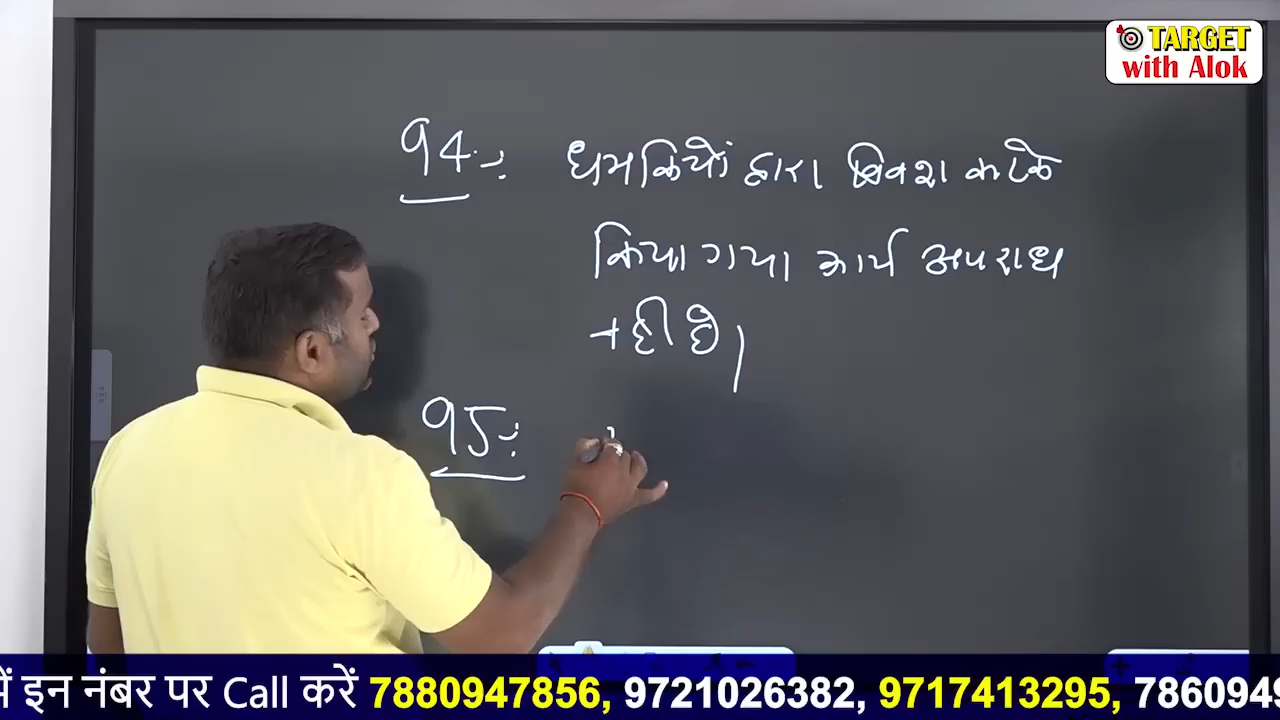 TARGET
with Alok
94:- धमकियों द्वारा विवश करके
किया गया कार्य अपराध
नहीं है।
95:-
में इन नंबर पर Call करें 7880947856, 9721026382, 9717413295, 7860949